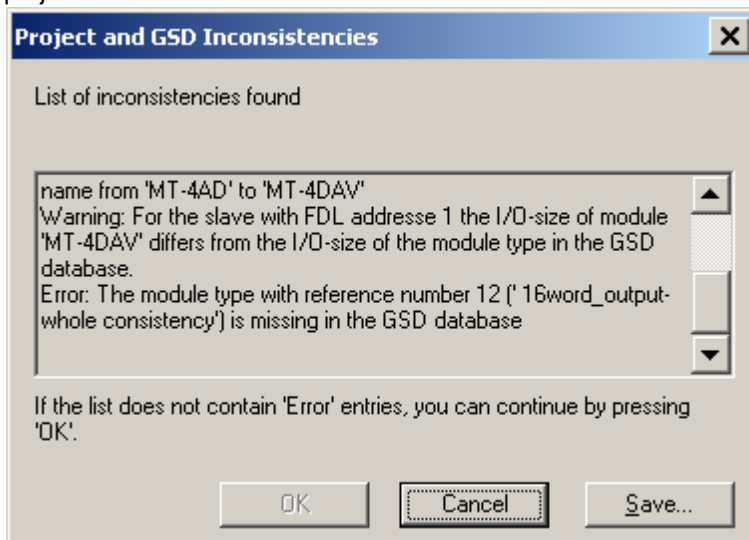 Project and GSD Inconsistencies
List of inconsistencies found
name from 'MT-4AD' to 'MT-4DAV'
Warning: For the slave with FDL addresse 1 the I/O-size of module
'MT-4DAV' differs from the I/O-size of the module type in the GSD
database.
Error: The module type with reference number 12 (' 16word_output-
whole consistency') is missing in the GSD database
If the list does not contain 'Error' entries, you can continue by pressing
'OK'.
OK
Cancel
Save...